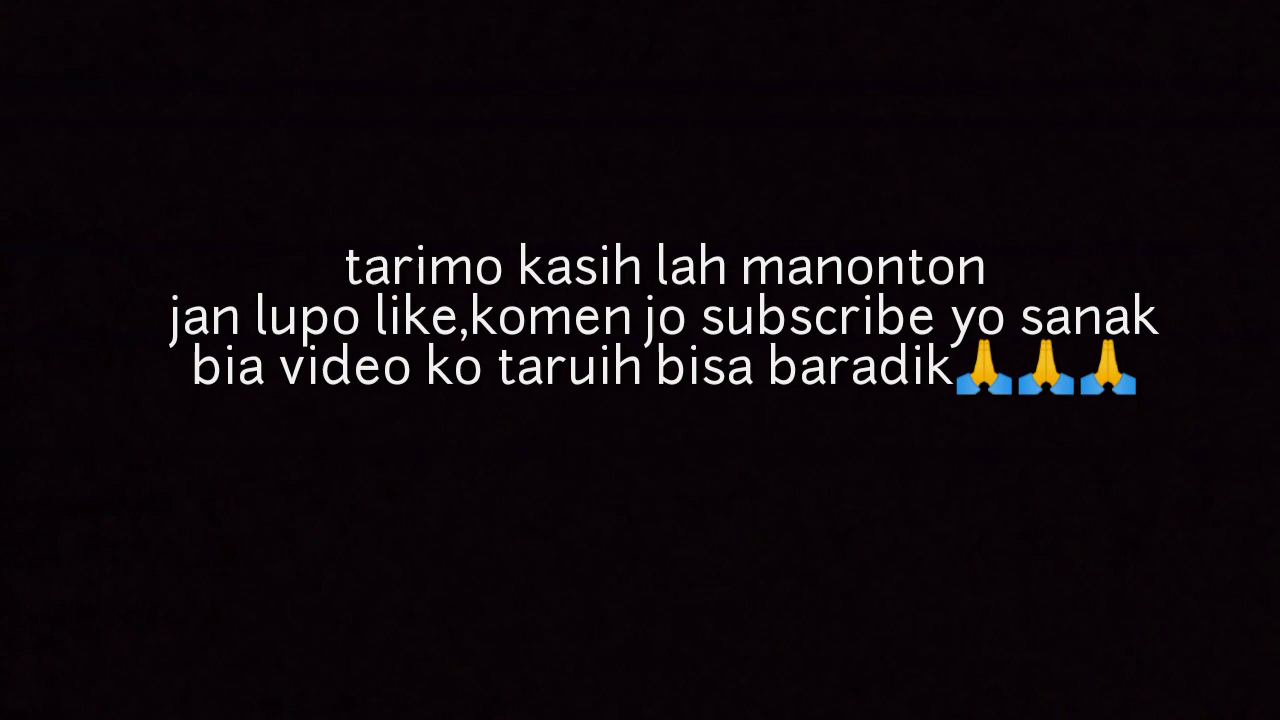 tarimo kasih lah manonton
jan lupo like,komen jo subscribe yo sanak
bia video ko taruih bisa baradik🙏🙏🙏